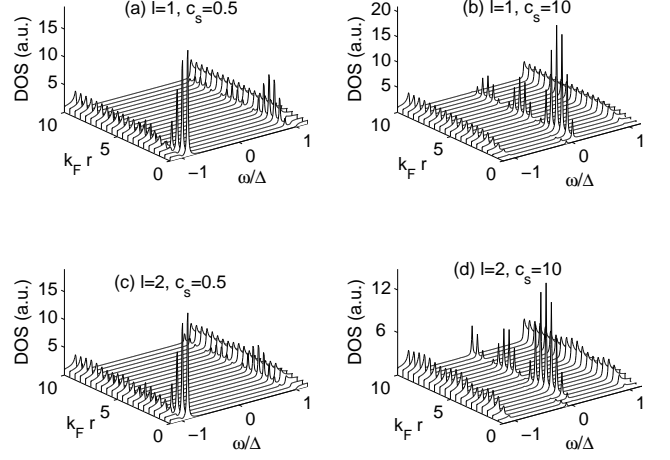 (a) l=1, c_s=0.5
DOS (a.u.)
15
10
5
10
5
0
k_F r
−1
0
1
ω/Δ
(b) l=1, c_s=10
DOS (a.u.)
20
15
10
5
10
5
0
k_F r
−1
0
1
ω/Δ
(c) l=2, c_s=0.5
DOS (a.u.)
15
10
5
10
5
0
k_F r
−1
0
1
ω/Δ
(d) l=2, c_s=10
DOS (a.u.)
12
6
10
5
0
k_F r
−1
0
1
ω/Δ